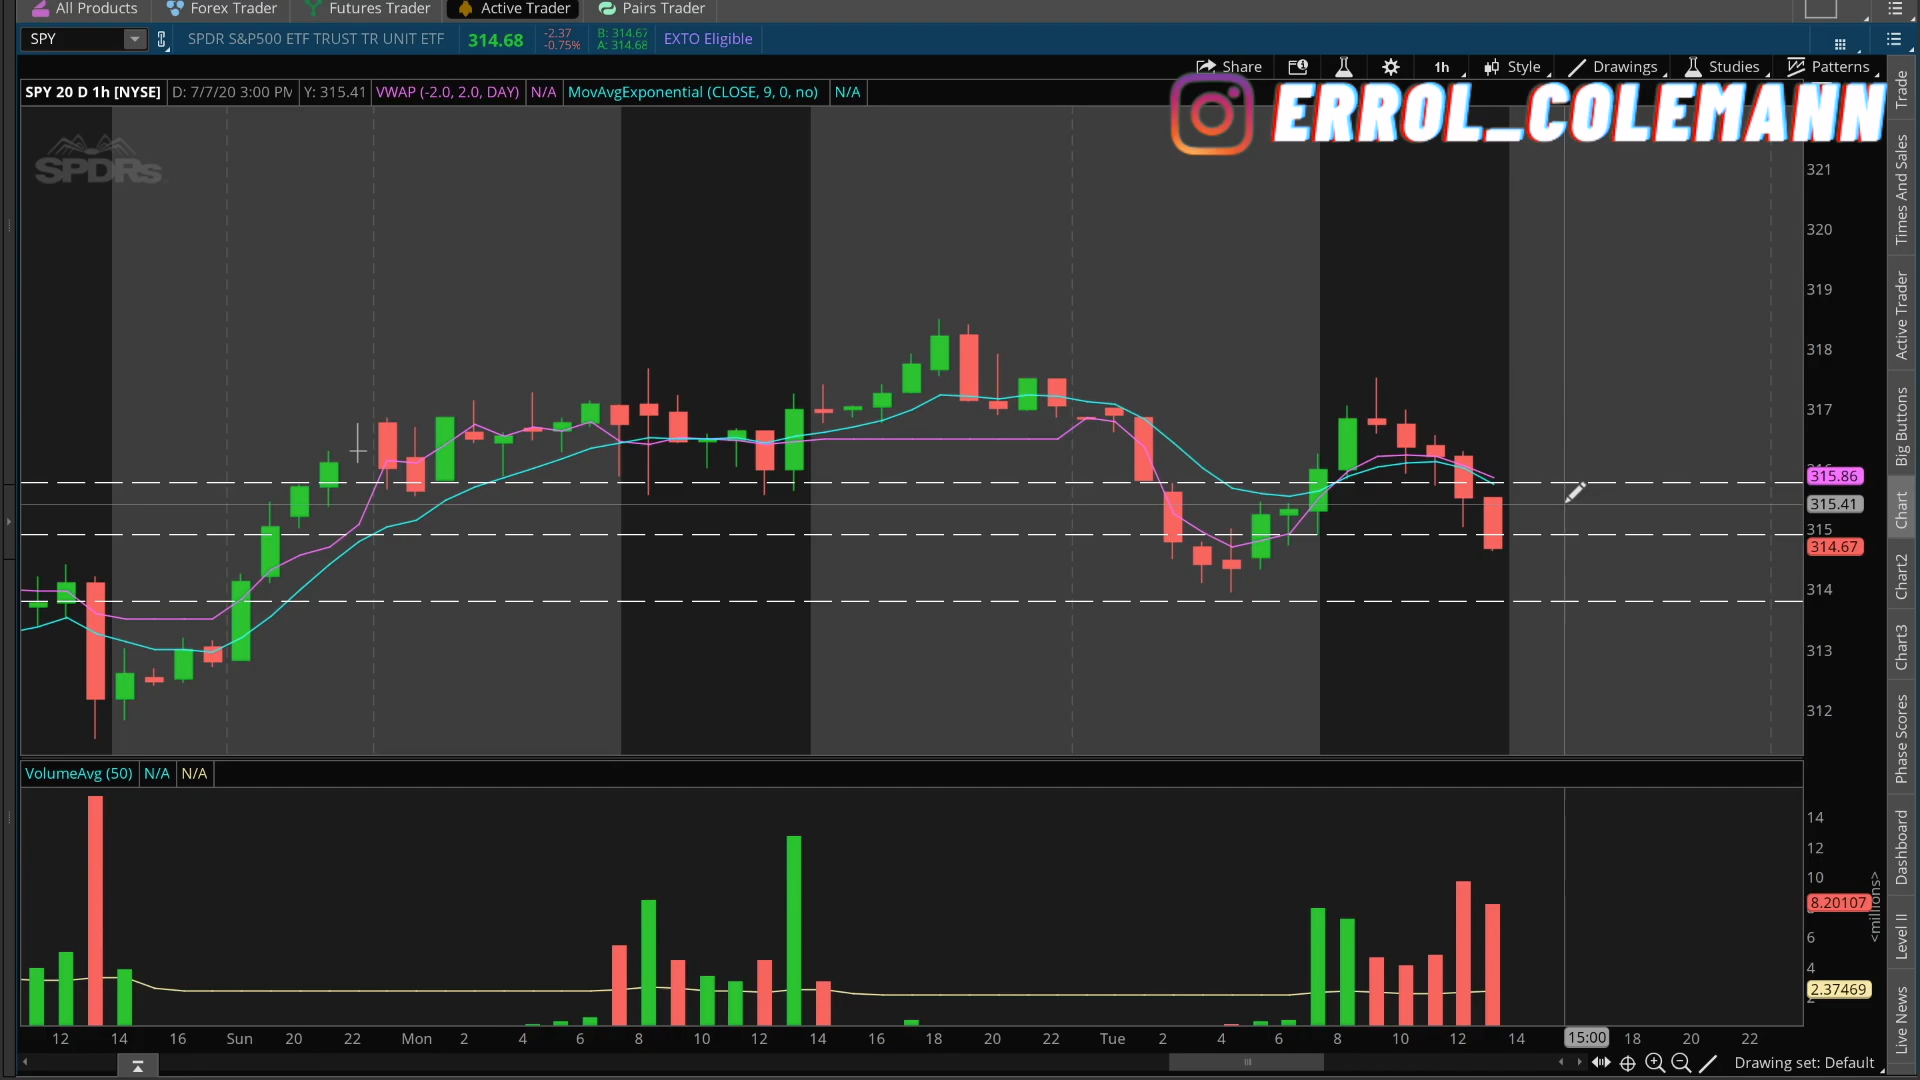 All Products Forex Trader Futures Trader Active Trader Pairs Trader
SPY SPDR S&P500 ETF TRUST TR UNIT ETF 314.68 -2.37 -0.75% B: 314.67 A: 314.68 EXTO Eligible
Share 1h Style Drawings Studies Patterns
SPY 20 D 1h [NYSE] D: 7/7/20 3:00 PM Y: 315.41 VWAP (-2.0, 2.0, DAY) N/A MovAvgExponential (CLOSE, 9, 0, no) N/A
ERROL_COLEMANN
SPDRs
321
320
319
318
317
315.86
315.41
315
314.67
314
313
312
VolumeAvg (50) N/A N/A
14
12
10
8.20107
6
4
2.37469
<millions>
12 14 16 Sun 20 22 Mon 2 4 6 8 10 12 14 16 18 20 22 Tue 2 4 6 8 10 12 14 15:00 18 20 22
Drawing set: Default
Trade
Times And Sales
Active Trader
Big Buttons
Chart
Chart2
Chart3
Phase Scores
Dashboard
Level II
Live News